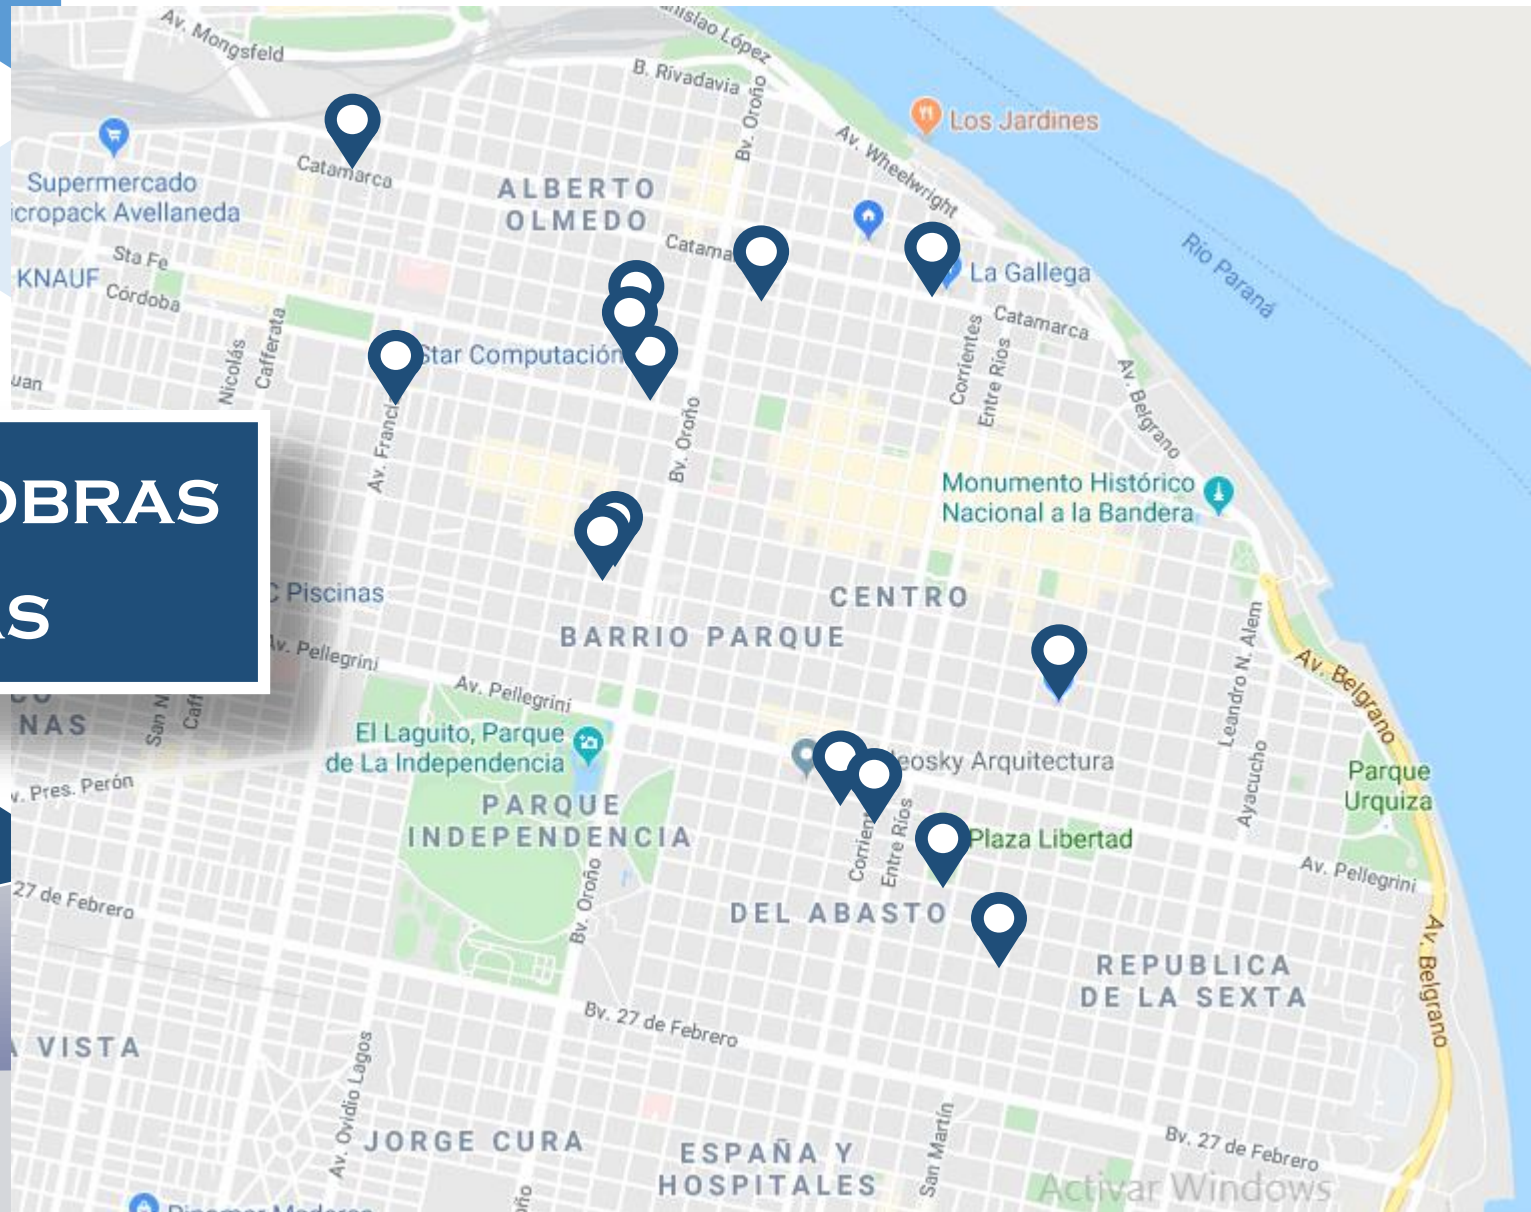 Av. Mongsfeld
B. Rivadavia
Bv. Oroño
Av. Wheelwright
Los Jardines
Catamarca
Supermercado
icropack Avellaneda
ALBERTO
OLMEDO
Catama
La Gallega
Río Paraná
Sta Fe
KNAUF
Córdoba
Catamarca
Corrientes
Entre Ríos
Nicolás
Cafferata
Star Computación
Av. Belgrano
Av. Franci
Bv. Oroño
Monumento Histórico
Nacional a la Bandera
OBRAS
AS
C Piscinas
CENTRO
BARRIO PARQUE
Av. Pellegrini
Av. Pellegrini
Leandro N. Alem
Av. Belgrano
NAS
San N
Caff
El Laguito, Parque
de La Independencia
eosky Arquitectura
Ayacucho
Parque
Urquiza
v. Pres. Perón
PARQUE
INDEPENDENCIA
Corrien
Entre Ríos
Plaza Libertad
Av. Pellegrini
27 de Febrero
Bv. Oroño
DEL ABASTO
Av. Belgrano
REPUBLICA
DE LA SEXTA
Bv. 27 de Febrero
A VISTA
Av. Ovidio Lagos
JORGE CURA
ESPAÑA Y
HOSPITALES
San Martín
Bv. 27 de Febrero
Activar Windows